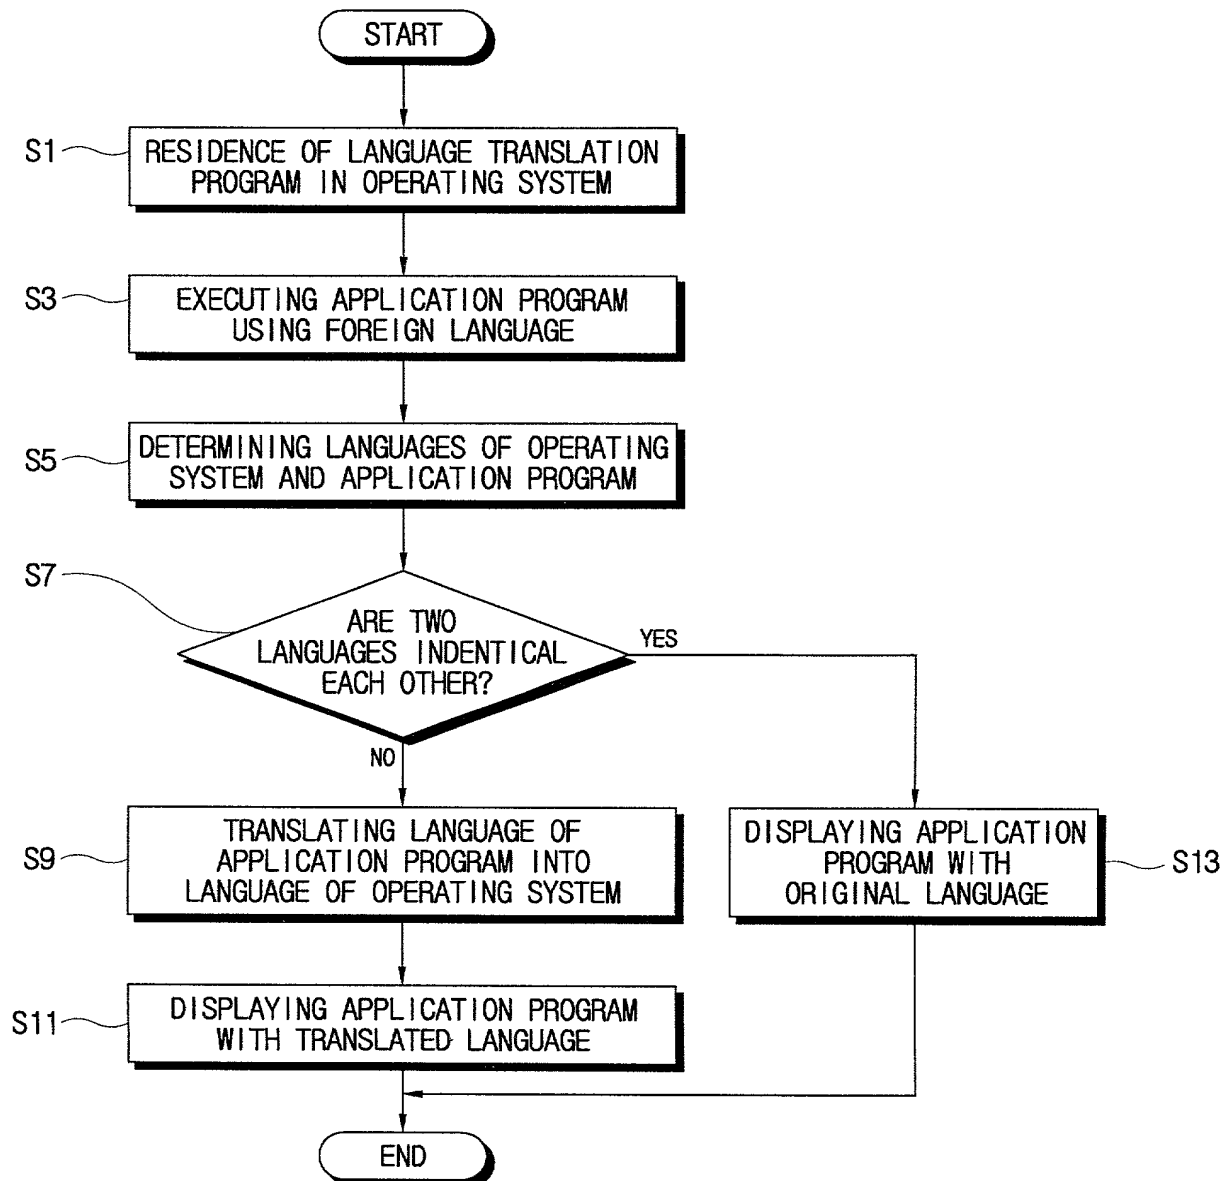 START
S1
RESIDENCE OF LANGUAGE TRANSLATION
PROGRAM IN OPERATING SYSTEM
S3
EXECUTING APPLICATION PROGRAM
USING FOREIGN LANGUAGE
S5
DETERMINING LANGUAGES OF OPERATING
SYSTEM AND APPLICATION PROGRAM
S7
ARE TWO
LANGUAGES INDENTICAL
EACH OTHER?
YES
NO
S9
TRANSLATING LANGUAGE OF
APPLICATION PROGRAM INTO
LANGUAGE OF OPERATING SYSTEM
DISPLAYING APPLICATION
PROGRAM WITH
ORIGINAL LANGUAGE
S13
S11
DISPLAYING APPLICATION PROGRAM
WITH TRANSLATED LANGUAGE
END